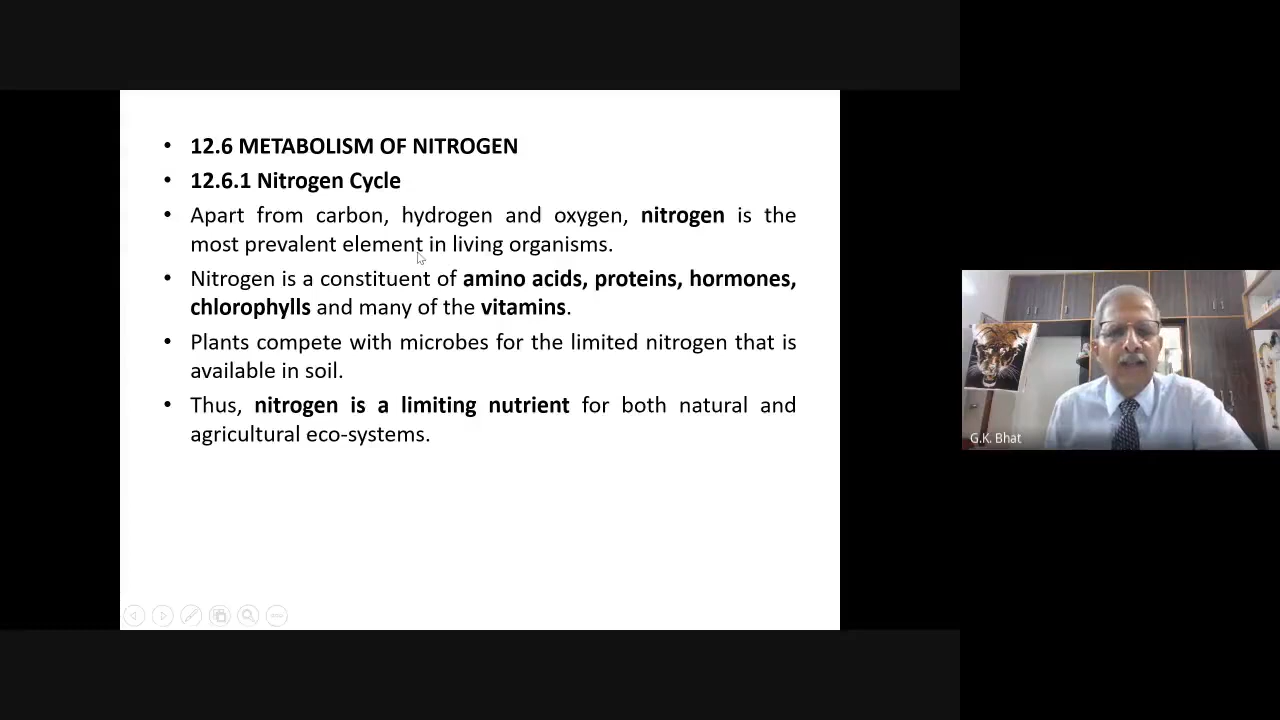 • 12.6 METABOLISM OF NITROGEN
• 12.6.1 Nitrogen Cycle
• Apart from carbon, hydrogen and oxygen, nitrogen is the
most prevalent element in living organisms.
• Nitrogen is a constituent of amino acids, proteins, hormones,
chlorophylls and many of the vitamins.
• Plants compete with microbes for the limited nitrogen that is
available in soil.
• Thus, nitrogen is a limiting nutrient for both natural and
agricultural eco-systems.
G.K. Bhat